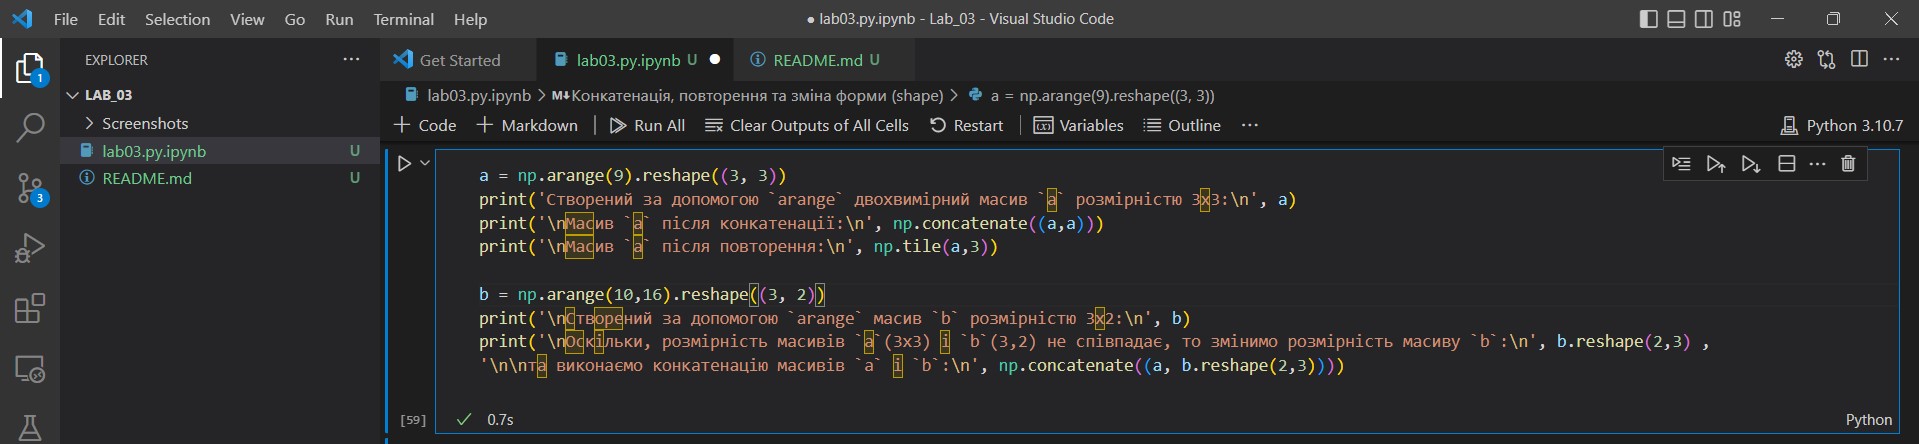 File Edit Selection View Go Run Terminal Help
● lab03.py.ipynb - Lab_03 - Visual Studio Code
1
3
EXPLORER ...
LAB_03
Screenshots
lab03.py.ipynb U
README.md U
Get Started
lab03.py.ipynb U ●
README.md U
lab03.py.ipynb > M↓Конкатенація, повторення та зміна форми (shape) > a = np.arange(9).reshape((3, 3))
+ Code + Markdown | Run All Clear Outputs of All Cells Restart | Variables Outline ...
Python 3.10.7
a = np.arange(9).reshape((3, 3))
print('Створений за допомогою `arange` двохвимірний масив `а` розмірністю 3х3:\n', a)
print('\nМасив `а` після конкатенації:\n', np.concatenate((a,a)))
print('\nМасив `а` після повторення:\n', np.tile(a,3))
b = np.arange(10,16).reshape((3, 2))
print('\nСтворений за допомогою `arange` масив `b` розмірністю 3х2:\n', b)
print('\nОскільки, розмірність масивів `а`(3x3) і `b`(3,2) не співпадає, то змінимо розмірність масиву `b`:\n', b.reshape(2,3) ,
'\n\nта виконаємо конкатенацію масивів `a` і `b`:\n', np.concatenate((a, b.reshape(2,3))))
[59] ✓ 0.7s
Python